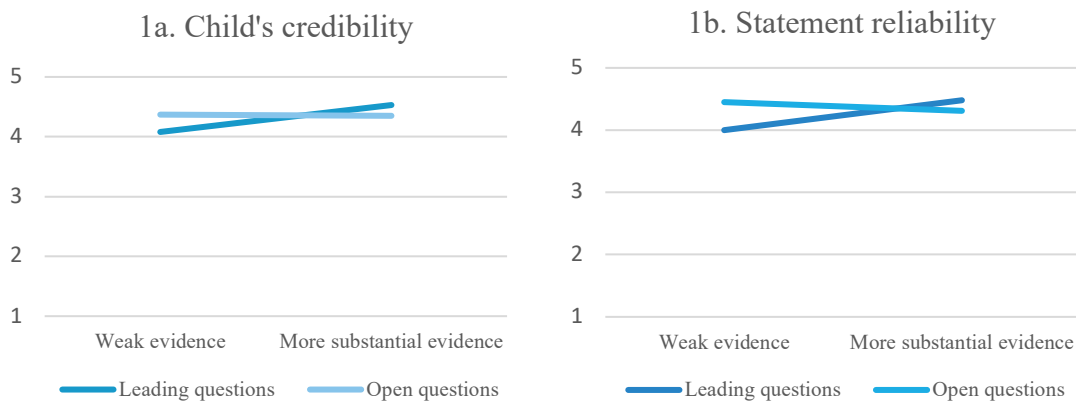 1a. Child's credibility
5
4
3
2
1
Weak evidence More substantial evidence
Leading questions Open questions
1b. Statement reliability
5
4
3
2
1
Weak evidence More substantial evidence
Leading questions Open questions